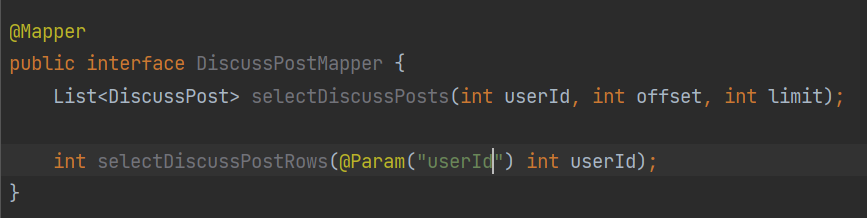 @Mapper
public interface DiscussPostMapper {
List<DiscussPost> selectDiscussPosts(int userId, int offset, int limit);
int selectDiscussPostRows(@Param("userId") int userId);
}